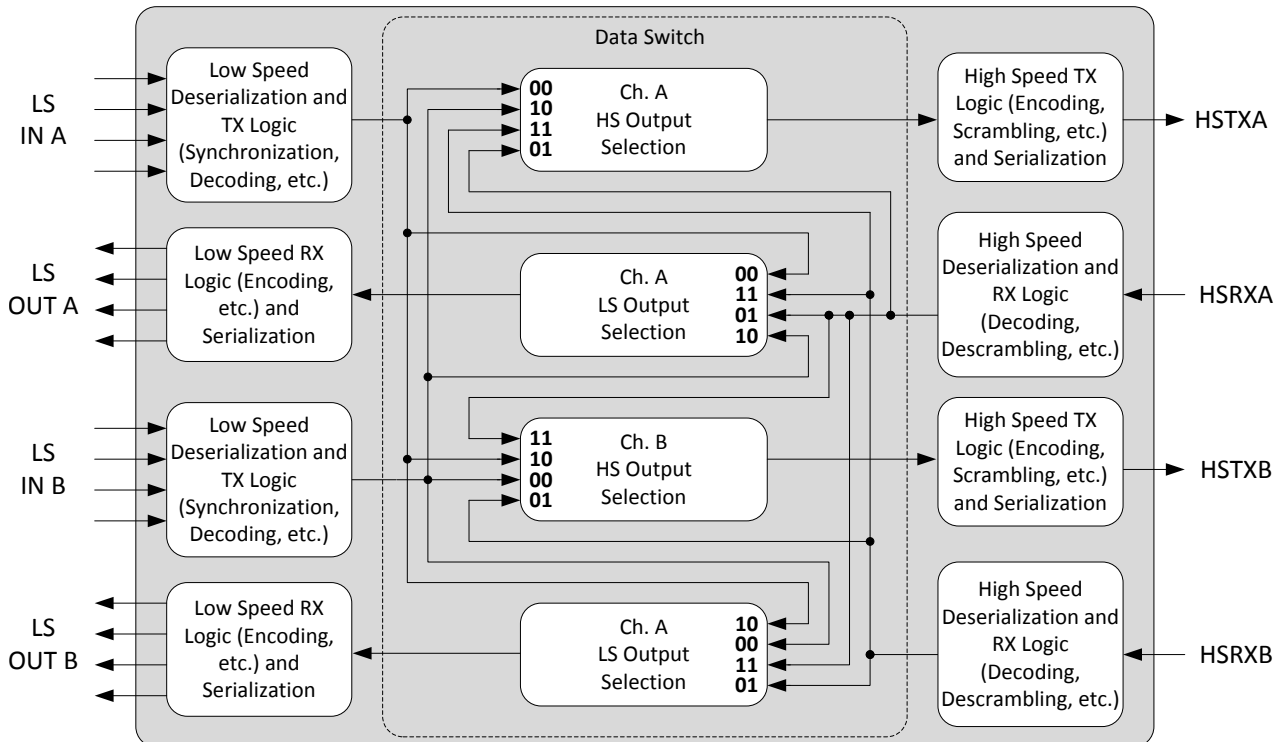 Data Switch
LS
IN A
Low Speed
Deserialization and
TX Logic
(Synchronization,
Decoding, etc.)
00
10
11
01
Ch. A
HS Output
Selection
High Speed TX
Logic (Encoding,
Scrambling, etc.)
and Serialization
HSTXA
LS
OUT A
Low Speed RX
Logic (Encoding,
etc.) and
Serialization
Ch. A
LS Output
Selection
00
11
01
10
High Speed
Deserialization and
RX Logic
(Decoding,
Descrambling, etc.)
HSRXA
LS
IN B
Low Speed
Deserialization and
TX Logic
(Synchronization,
Decoding, etc.)
11
10
00
01
Ch. B
HS Output
Selection
High Speed TX
Logic (Encoding,
Scrambling, etc.)
and Serialization
HSTXB
LS
OUT B
Low Speed RX
Logic (Encoding,
etc.) and
Serialization
Ch. A
LS Output
Selection
10
00
11
01
High Speed
Deserialization and
RX Logic
(Decoding,
Descrambling, etc.)
HSRXB